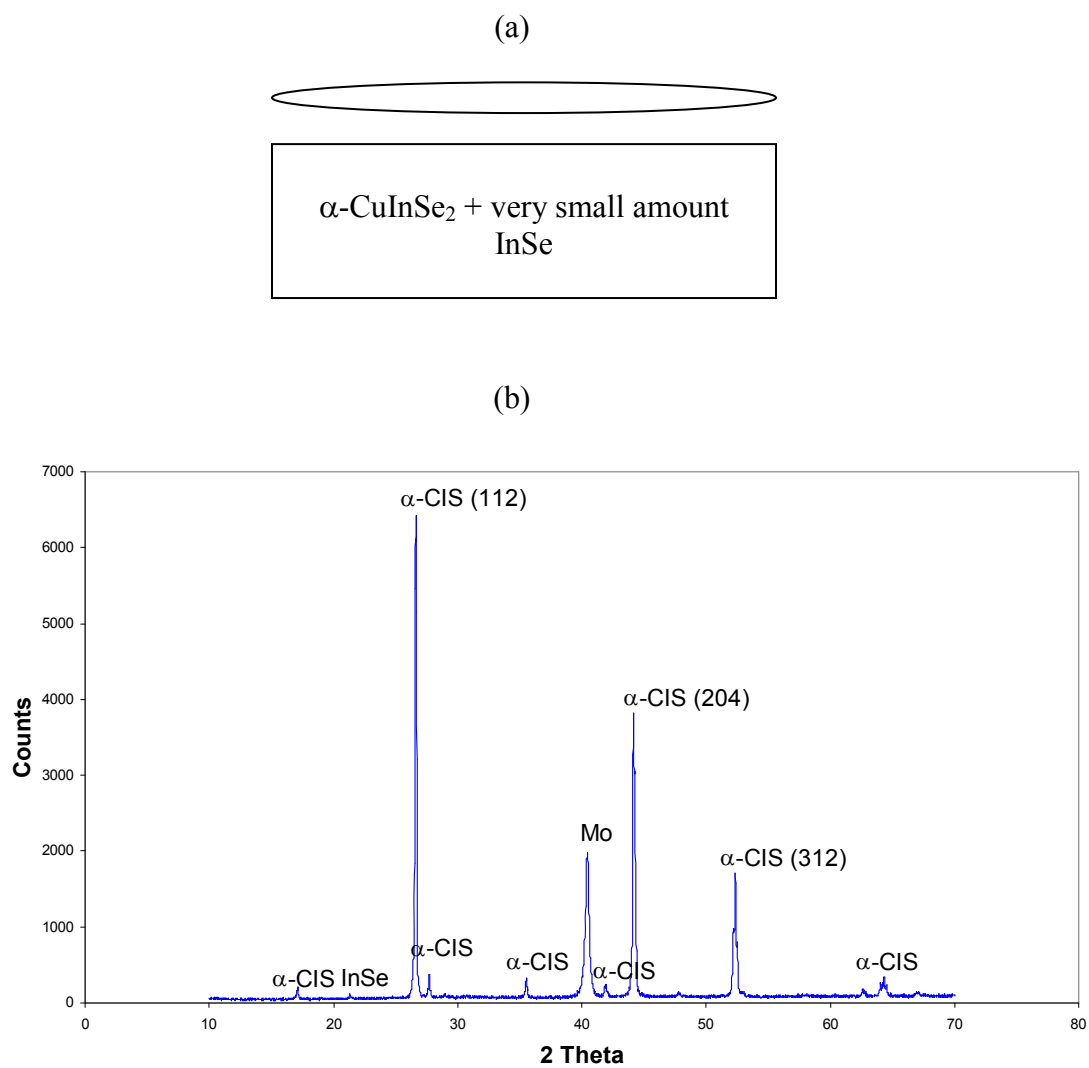 (a)
α-CuInSe₂ + very small amount
InSe
(b)
7000
6000
5000
4000
3000
2000
1000
0
Counts
α-CIS (112)
α-CIS (204)
Mo
α-CIS (312)
α-CIS
α-CIS
α-CIS
α-CIS
α-CIS InSe
0 10 20 30 40 50 60 70 80
2 Theta